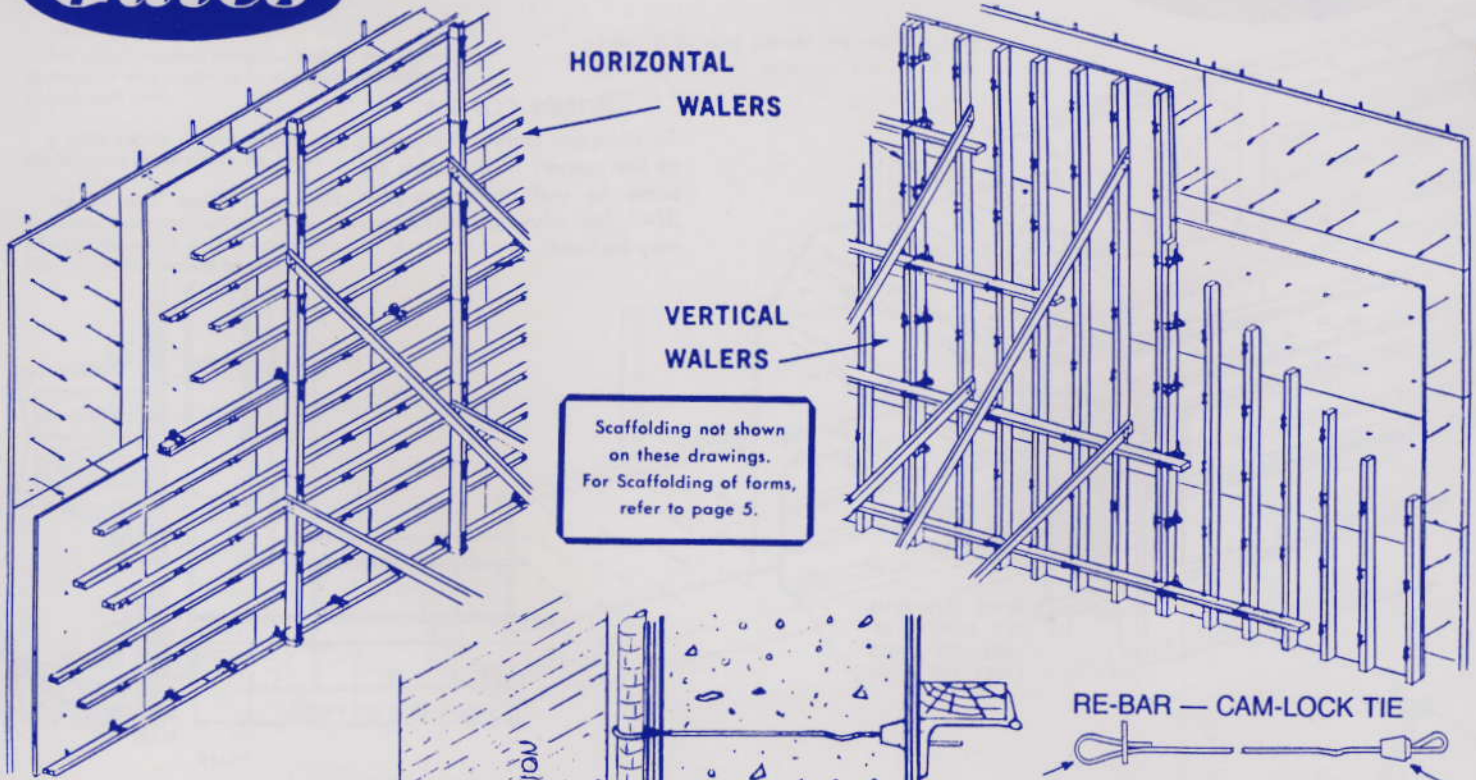 Gates
HORIZONTAL
WALERS
VERTICAL
WALERS
Scaffolding not shown
on these drawings.
For Scaffolding of forms,
refer to page 5.
RE-BAR — CAM-LOCK TIE